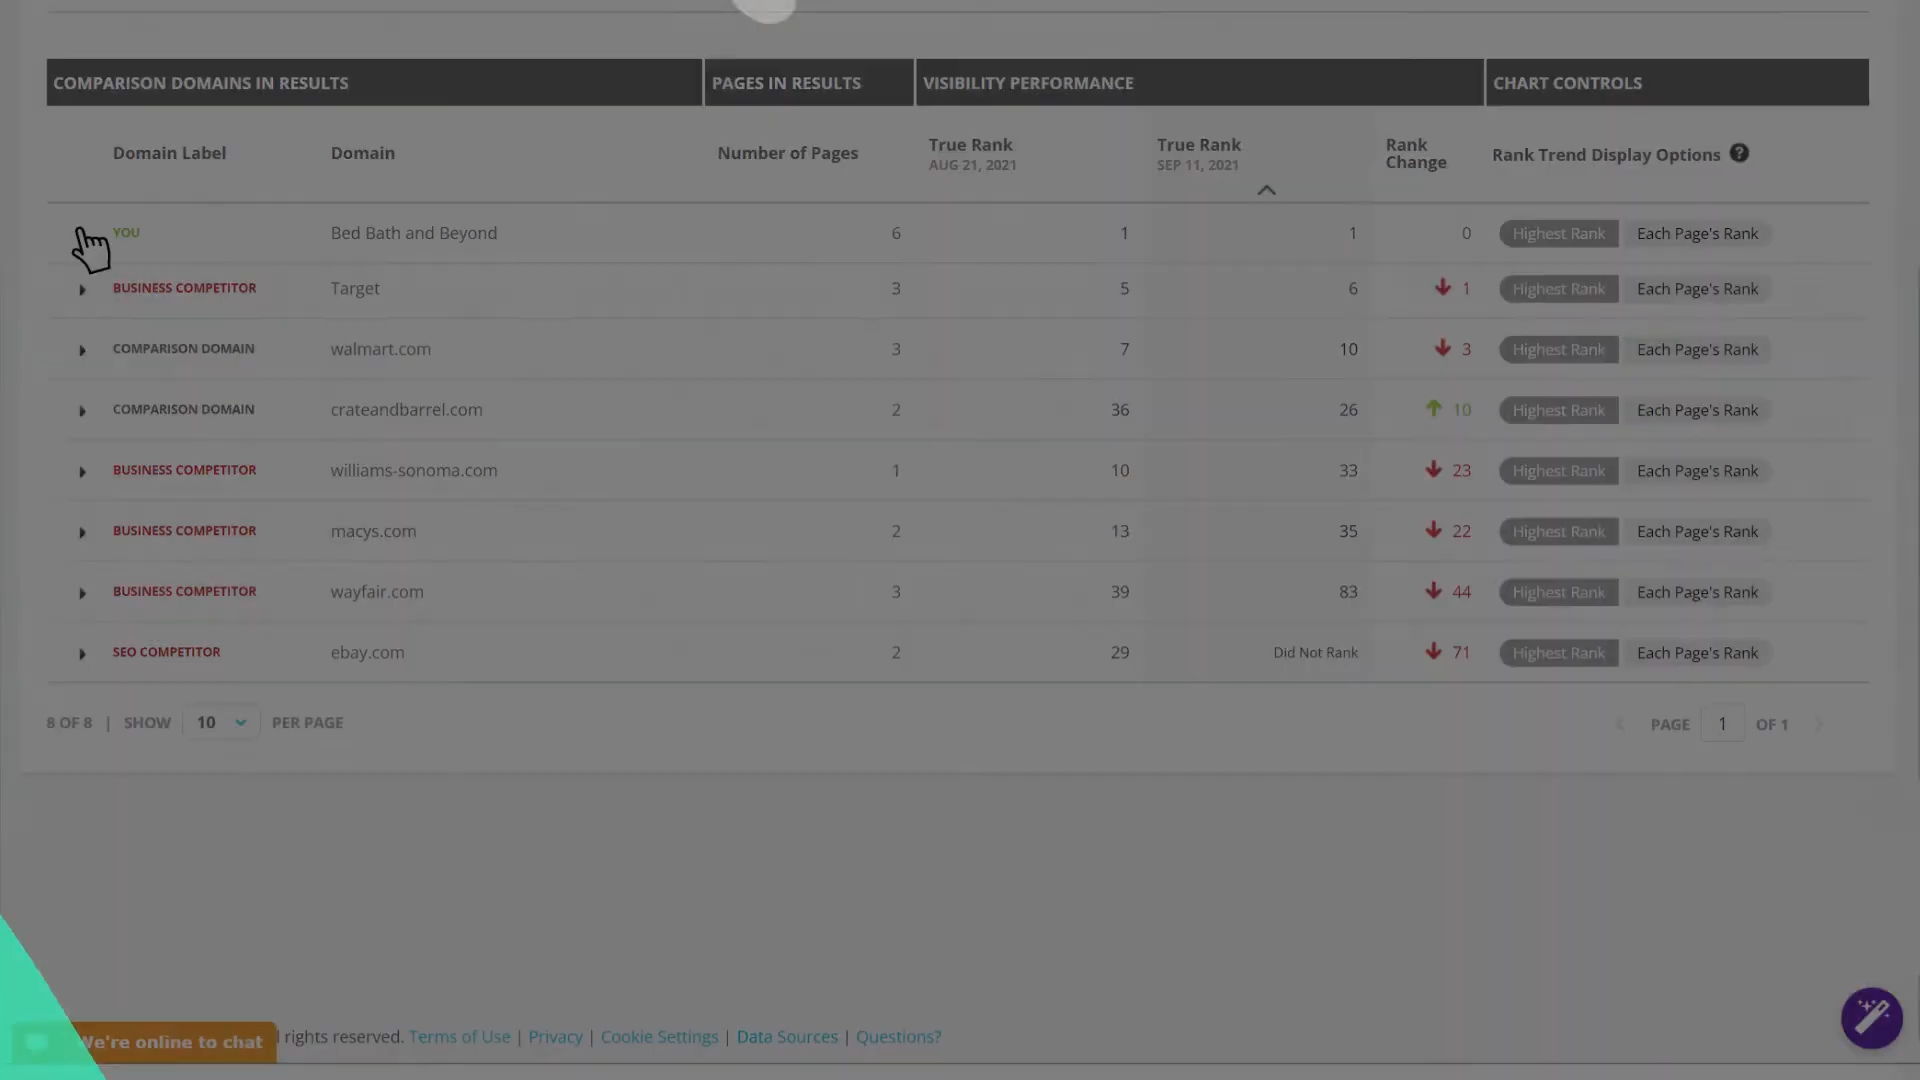 COMPARISON DOMAINS IN RESULTS PAGES IN RESULTS VISIBILITY PERFORMANCE CHART CONTROLS
Domain Label Domain Number of Pages True Rank AUG 21, 2021 True Rank SEP 11, 2021 Rank Change Rank Trend Display Options ?
YOU Bed Bath and Beyond 6 1 1 0 Highest Rank Each Page's Rank
BUSINESS COMPETITOR Target 3 5 6 1 Highest Rank Each Page's Rank
COMPARISON DOMAIN walmart.com 3 7 10 3 Highest Rank Each Page's Rank
COMPARISON DOMAIN crateandbarrel.com 2 36 26 10 Highest Rank Each Page's Rank
BUSINESS COMPETITOR williams-sonoma.com 1 10 33 23 Highest Rank Each Page's Rank
BUSINESS COMPETITOR macys.com 2 13 35 22 Highest Rank Each Page's Rank
BUSINESS COMPETITOR wayfair.com 3 39 83 44 Highest Rank Each Page's Rank
SEO COMPETITOR ebay.com 2 29 Did Not Rank 71 Highest Rank Each Page's Rank
8 OF 8 | SHOW 10 PER PAGE PAGE 1 OF 1
We're online to chat rights reserved. Terms of Use | Privacy | Cookie Settings | Data Sources | Questions?